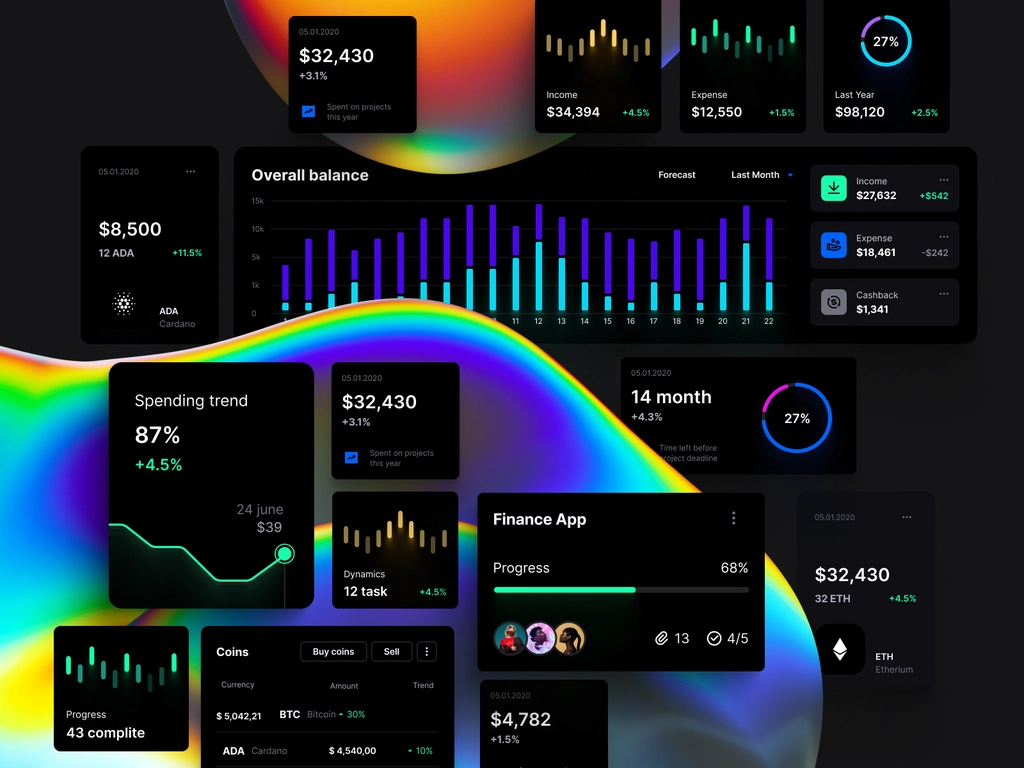 05.01.2020
$32,430
+3.1%
Spent on projects
this year
Income
$34,394 +4.5%
Expense
$12,550 +1.5%
27%
Last Year
$98,120 +2.5%
05.01.2020
$8,500
12 ADA +11.5%
ADA
Cardano
Overall balance
Forecast Last Month
15k
10k
5k
1k
0
11 12 13 14 15 16 17 18 19 20 21 22
Income
$27,632 +$542
Expense
$18,461 -$242
Cashback
$1,341
Spending trend
87%
+4.5%
24 june
$39
05.01.2020
$32,430
+3.1%
Spent on projects
this year
05.01.2020
14 month
+4.3%
Time left before
project deadline
27%
Dynamics
12 task +4.5%
Finance App
Progress 68%
13 4/5
05.01.2020
$32,430
32 ETH +4.5%
ETH
Etherium
Progress
43 complite
Coins Buy coins Sell
Currency Amount Trend
$ 5,042,21 BTC Bitcoin 30%
ADA Cardano $ 4,540,00 10%
05.01.2020
$4,782
+1.5%